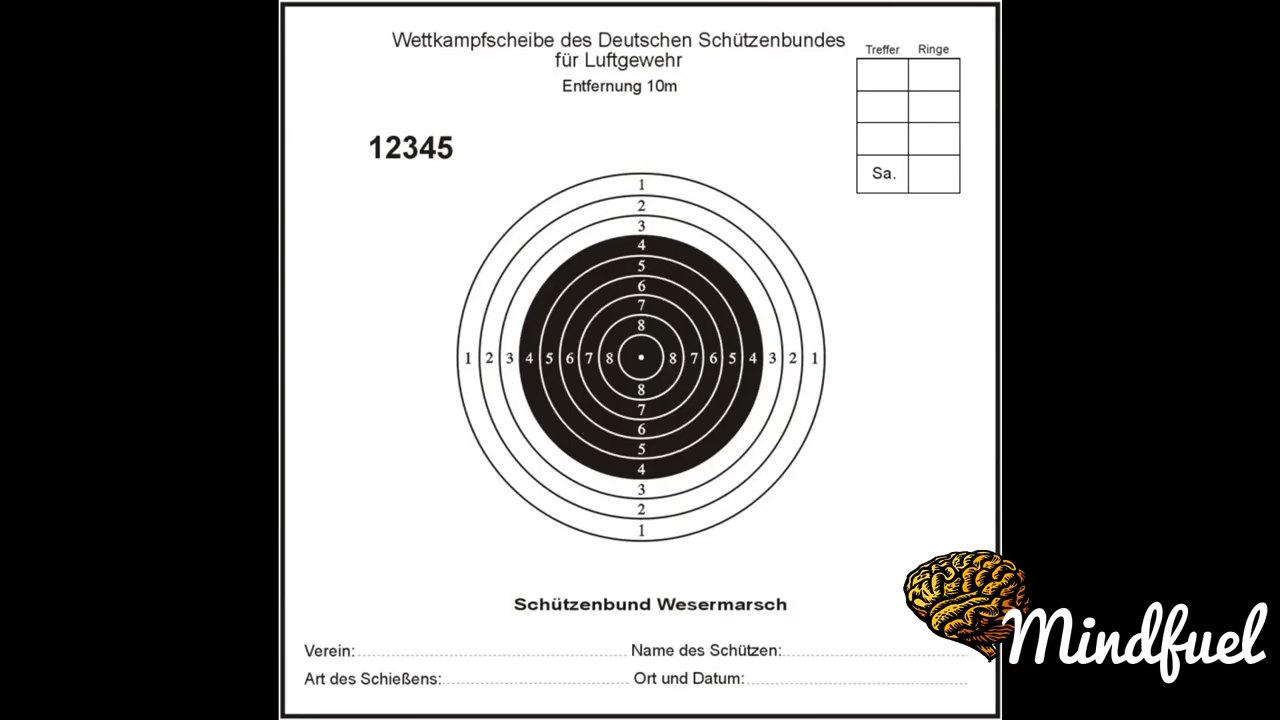 Wettkampfscheibe des Deutschen Schützenbundes
für Luftgewehr
Entfernung 10m
Treffer Ringe
Sa.
12345
1
2
3
4
5
6
7
8
1 2 3 4 5 6 7 8 8 7 6 5 4 3 2 1
8
7
6
5
4
3
2
1
Schützenbund Wesermarsch
Verein: Name des Schützen:
Art des Schießens: Ort und Datum:
Mindfuel